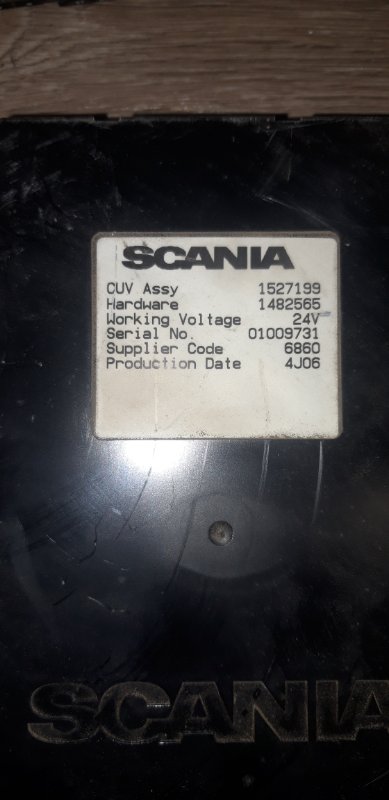 SCANIA
CUV Assy 1527199
Hardware 1482565
Working Voltage 24V
Serial No. 01009731
Supplier Code 6860
Production Date 4J06
SCANIA